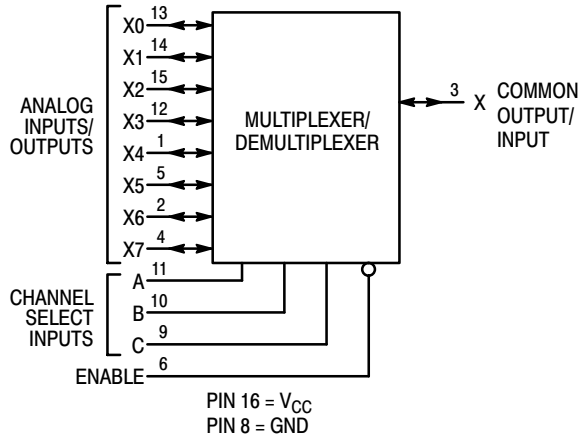 X0 13
X1 14
X2 15
X3 12
X4 1
X5 5
X6 2
X7 4
ANALOG
INPUTS/
OUTPUTS
MULTIPLEXER/
DEMULTIPLEXER
3 X COMMON
OUTPUT/
INPUT
A 11
B 10
C 9
CHANNEL
SELECT
INPUTS
ENABLE 6
PIN 16 = VCC
PIN 8 = GND